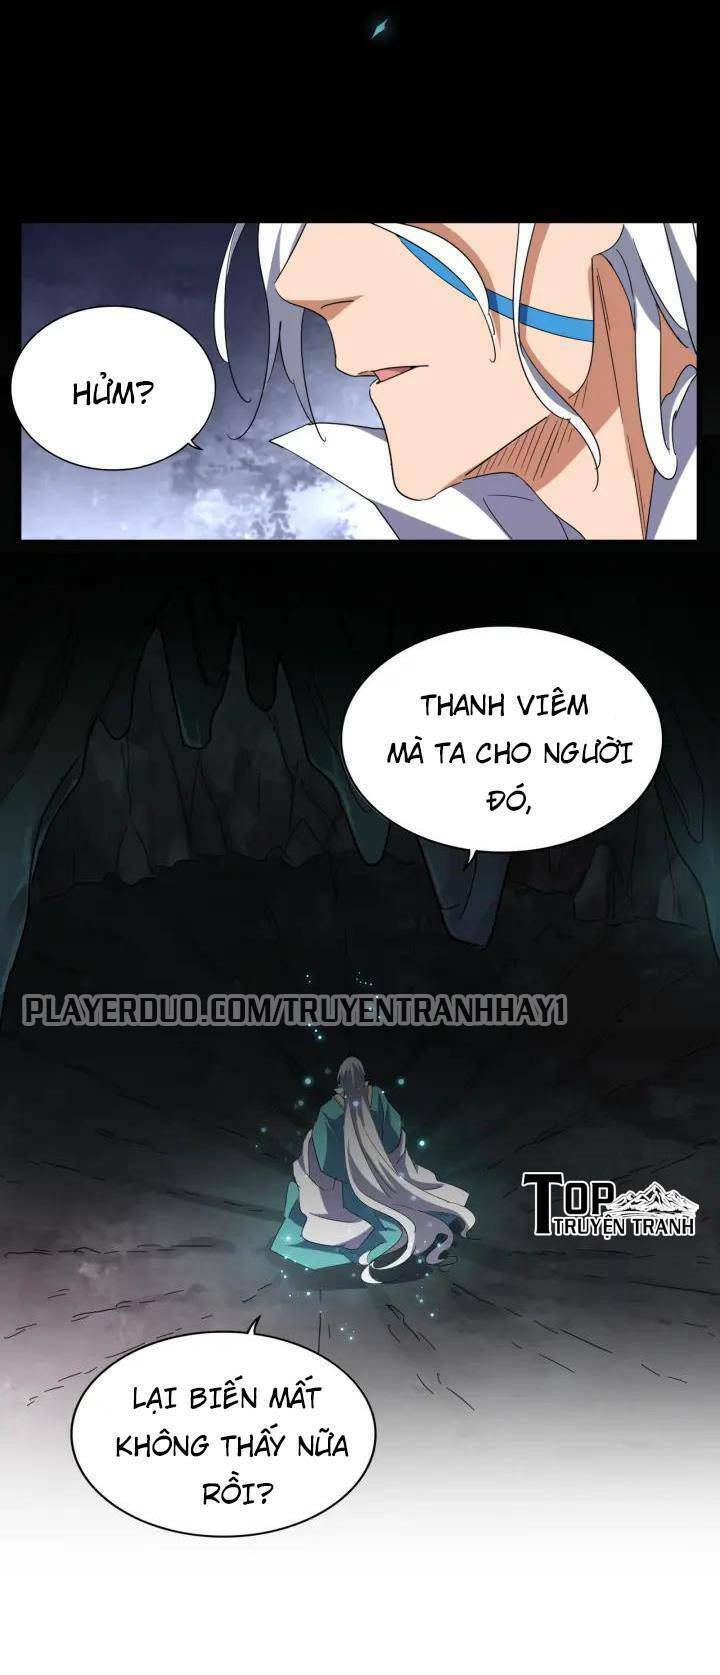 HỬM?
THANH VIÊM
MÀ TA CHO NGƯỜI
ĐÓ,
PLAYERDUO.COM/TRUYENTRANHHAY1
TOP
TRUYỆN TRANH
LẠI BIẾN MẤT
KHÔNG THẤY NỮA
RỒI?